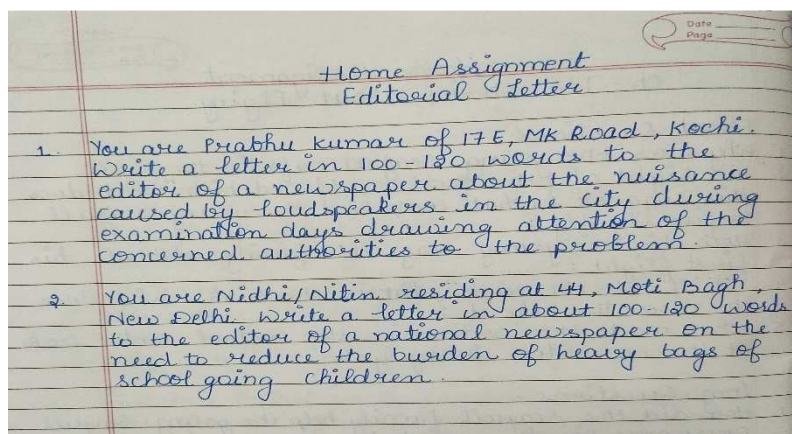 Date
Page
Home Assignment
Editorial Letter
1. You are Prabhu Kumar of 17 E, MK Road, Kochi.
Write a letter in 100-120 words to the
editor of a newspaper about the nuisance
caused by loudspeakers in the city during
examination days drawing attention of the
concerned authorities to the problem.
2. You are Nidhi/Nitin residing at 44, Moti Bagh,
New Delhi. Write a letter in about 100-120 words
to the editor of a national newspaper on the
need to reduce the burden of heavy bags of
school going children.